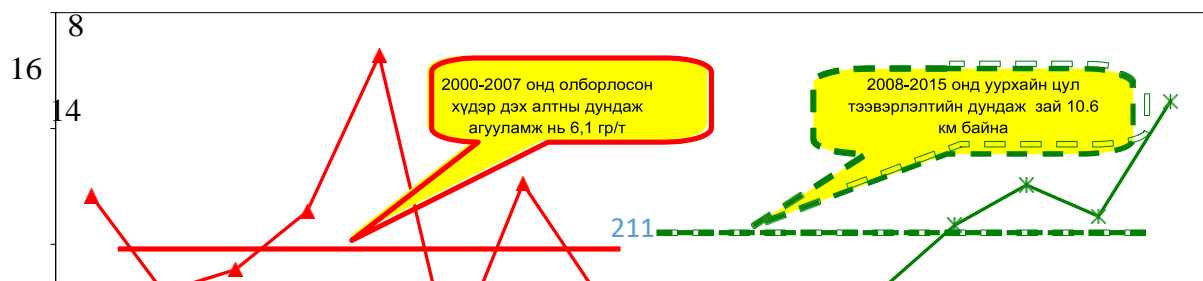 8
16
14
2000-2007 онд олборлосон
хүдэр дэх алтны дундаж
агууламж нь 6,1 гр/т
2008-2015 онд уурхайн цул
тээвэрлэлтийн дундаж зай 10.6
км байна
211